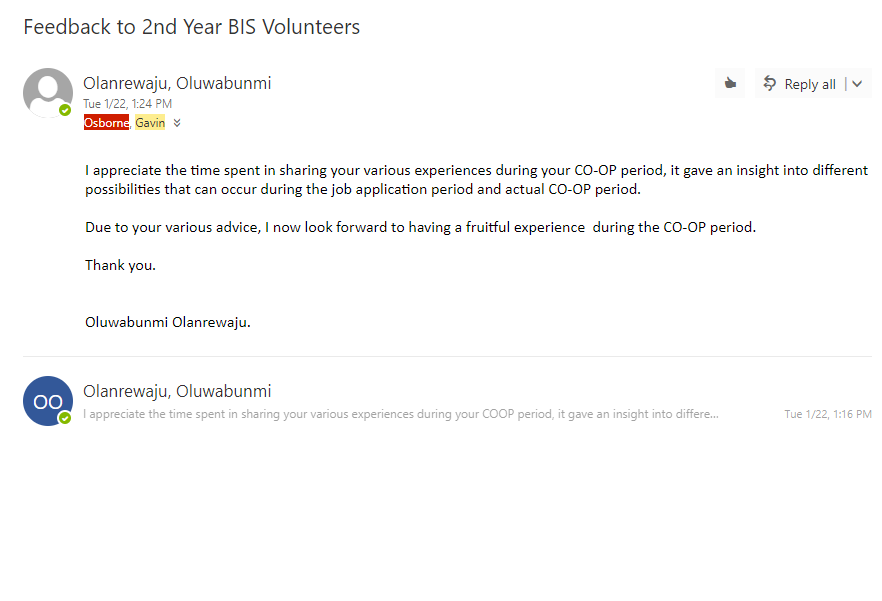 Feedback to 2nd Year BIS Volunteers
Olanrewaju, Oluwabunmi
Reply all
Tue 1/22, 1:24 PM
Osborne, Gavin
I appreciate the time spent in sharing your various experiences during your CO-OP period, it gave an insight into different
possibilities that can occur during the job application period and actual CO-OP period.
Due to your various advice, I now look forward to having a fruitful experience  during the CO-OP period.
Thank you.
Oluwabunmi Olanrewaju.
OO
Olanrewaju, Oluwabunmi
I appreciate the time spent in sharing your various experiences during your COOP period, it gave an insight into differe...
Tue 1/22, 1:16 PM